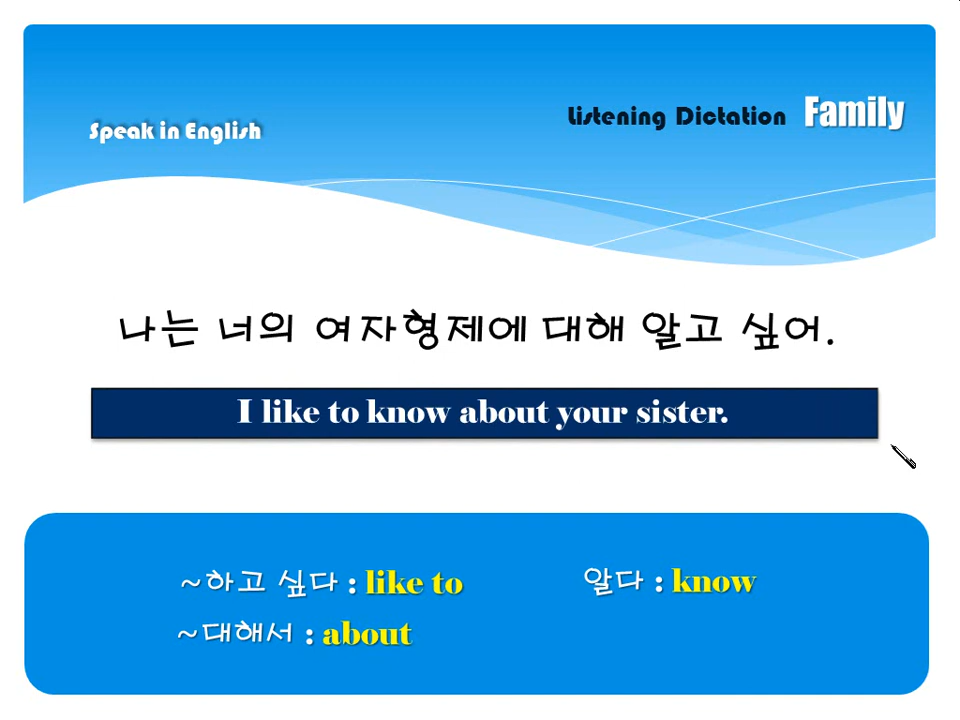 Speak in English
Listening Dictation Family
나는 너의 여자형제에 대해 알고 싶어.
I like to know about your sister.
~하고 싶다 : like to
알다 : know
~대해서 : about